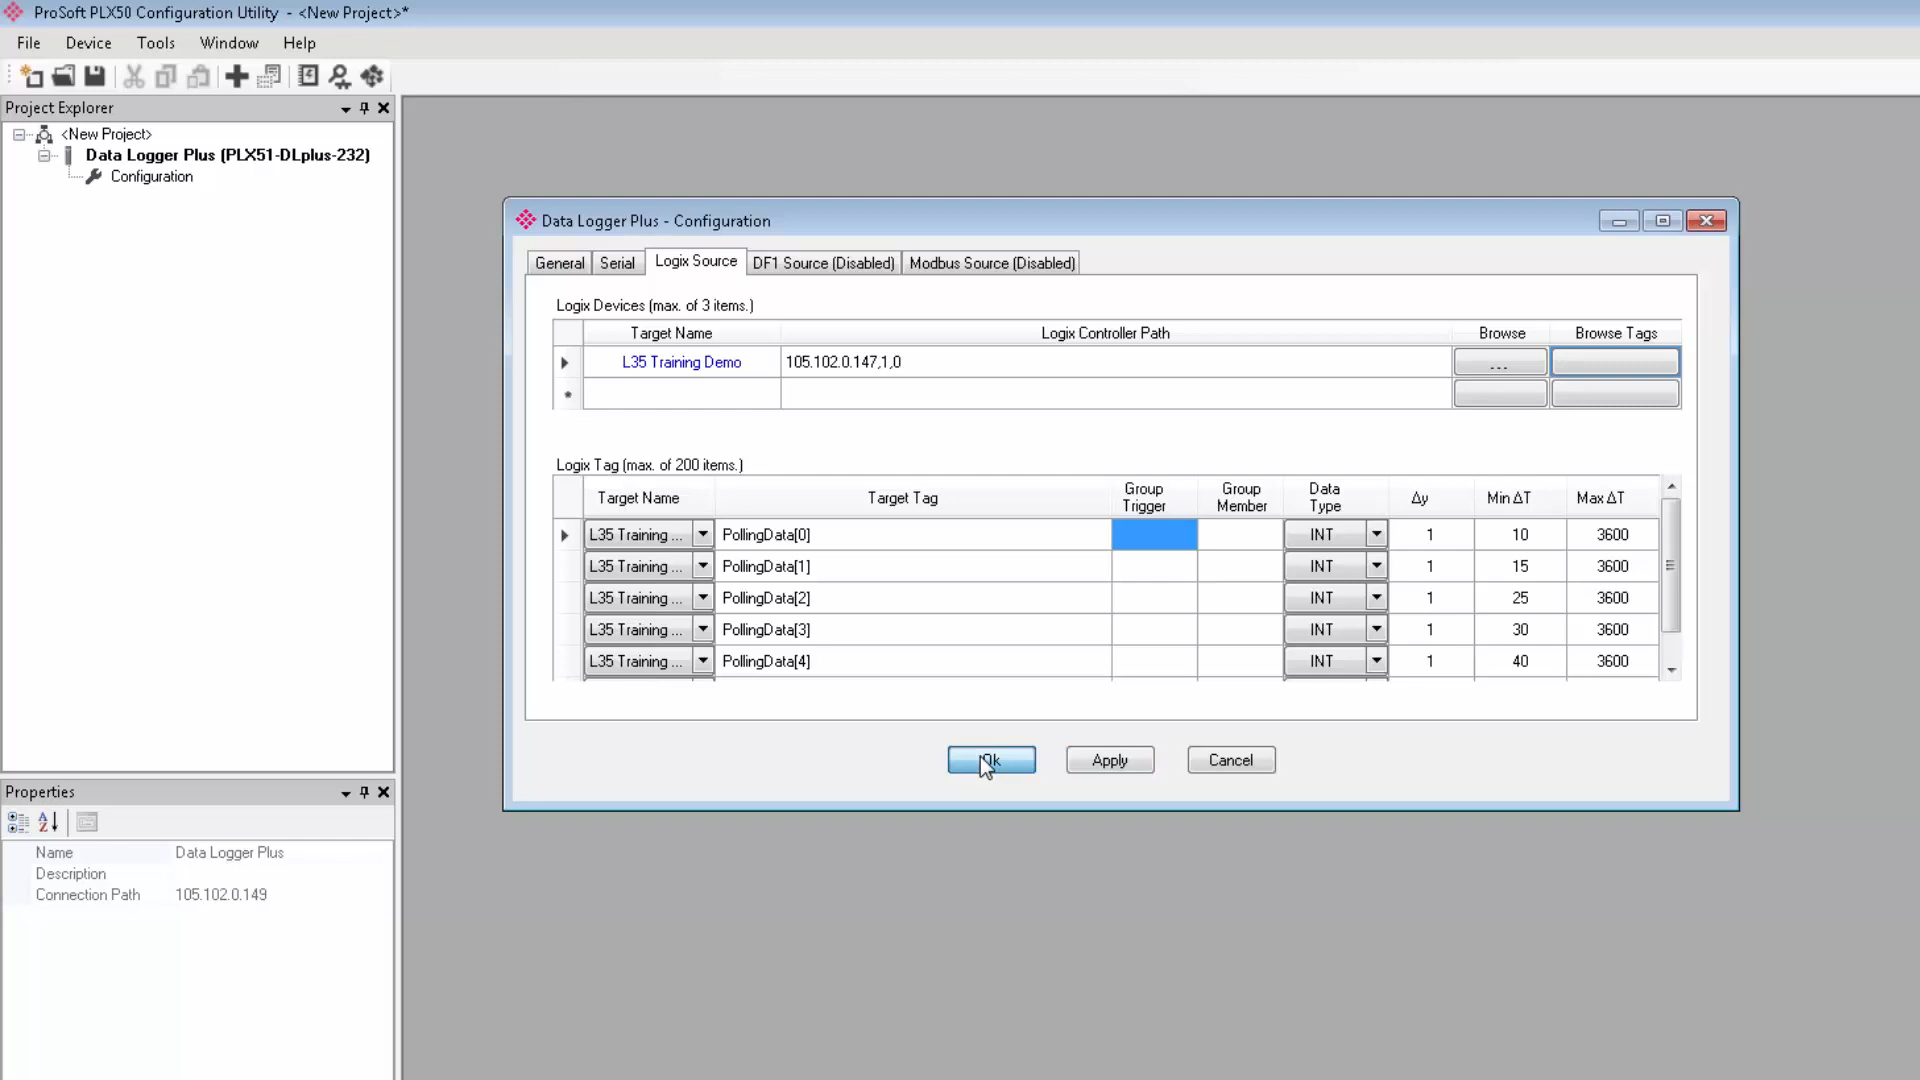 ProSoft PLX50 Configuration Utility - <New Project>*
File Device Tools Window Help
Project Explorer
<New Project>
Data Logger Plus (PLX51-DLplus-232)
Configuration
Data Logger Plus - Configuration
General Serial Logix Source DF1 Source (Disabled) Modbus Source (Disabled)
Logix Devices (max. of 3 items.)
Target Name Logix Controller Path Browse Browse Tags
L35 Training Demo 105.102.0.147,1,0 ...
*
Logix Tag (max. of 200 items.)
Target Name Target Tag Group Trigger Group Member Data Type Δy Min ΔT Max ΔT
L35 Training ... PollingData[0] INT 1 10 3600
L35 Training ... PollingData[1] INT 1 15 3600
L35 Training ... PollingData[2] INT 1 25 3600
L35 Training ... PollingData[3] INT 1 30 3600
L35 Training ... PollingData[4] INT 1 40 3600
Ok Apply Cancel
Properties
Name Data Logger Plus
Description
Connection Path 105.102.0.149